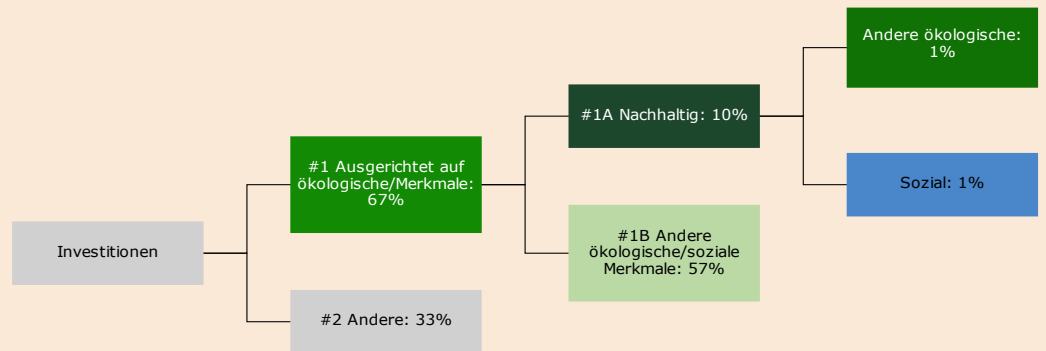 Investitionen
#1 Ausgerichtet auf
ökologische/Merkmale:
67%
#2 Andere: 33%
#1A Nachhaltig: 10%
#1B Andere
ökologische/soziale
Merkmale: 57%
Andere ökologische:
1%
Sozial: 1%